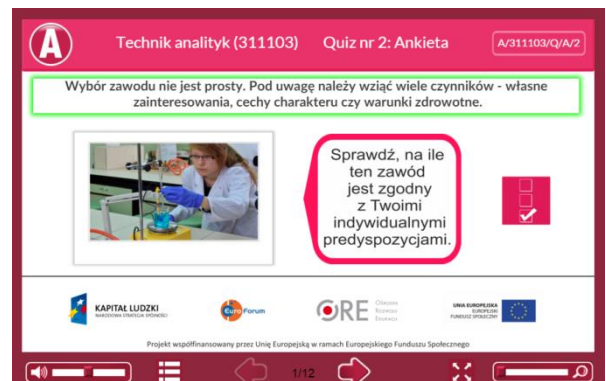 A
Technik analityk (311103)
Quiz nr 2: Ankieta
A/311103/Q/A/2
Wybór zawodu nie jest prosty. Pod uwagę należy wziąć wiele czynników - własne
zainteresowania, cechy charakteru czy warunki zdrowotne.
Sprawdź, na ile
ten zawód
jest zgodny
z Twoimi
indywidualnymi
predyspozycjami.
KAPITAŁ LUDZKI
NARODOWA STRATEGIA SPÓJNOŚCI
Euro Forum
ORE
Ośrodek
Rozwoju
Edukacji
UNIA EUROPEJSKA
EUROPEJSKI
FUNDUSZ SPOŁECZNY
Projekt współfinansowany przez Unię Europejską w ramach Europejskiego Funduszu Społecznego
1/12